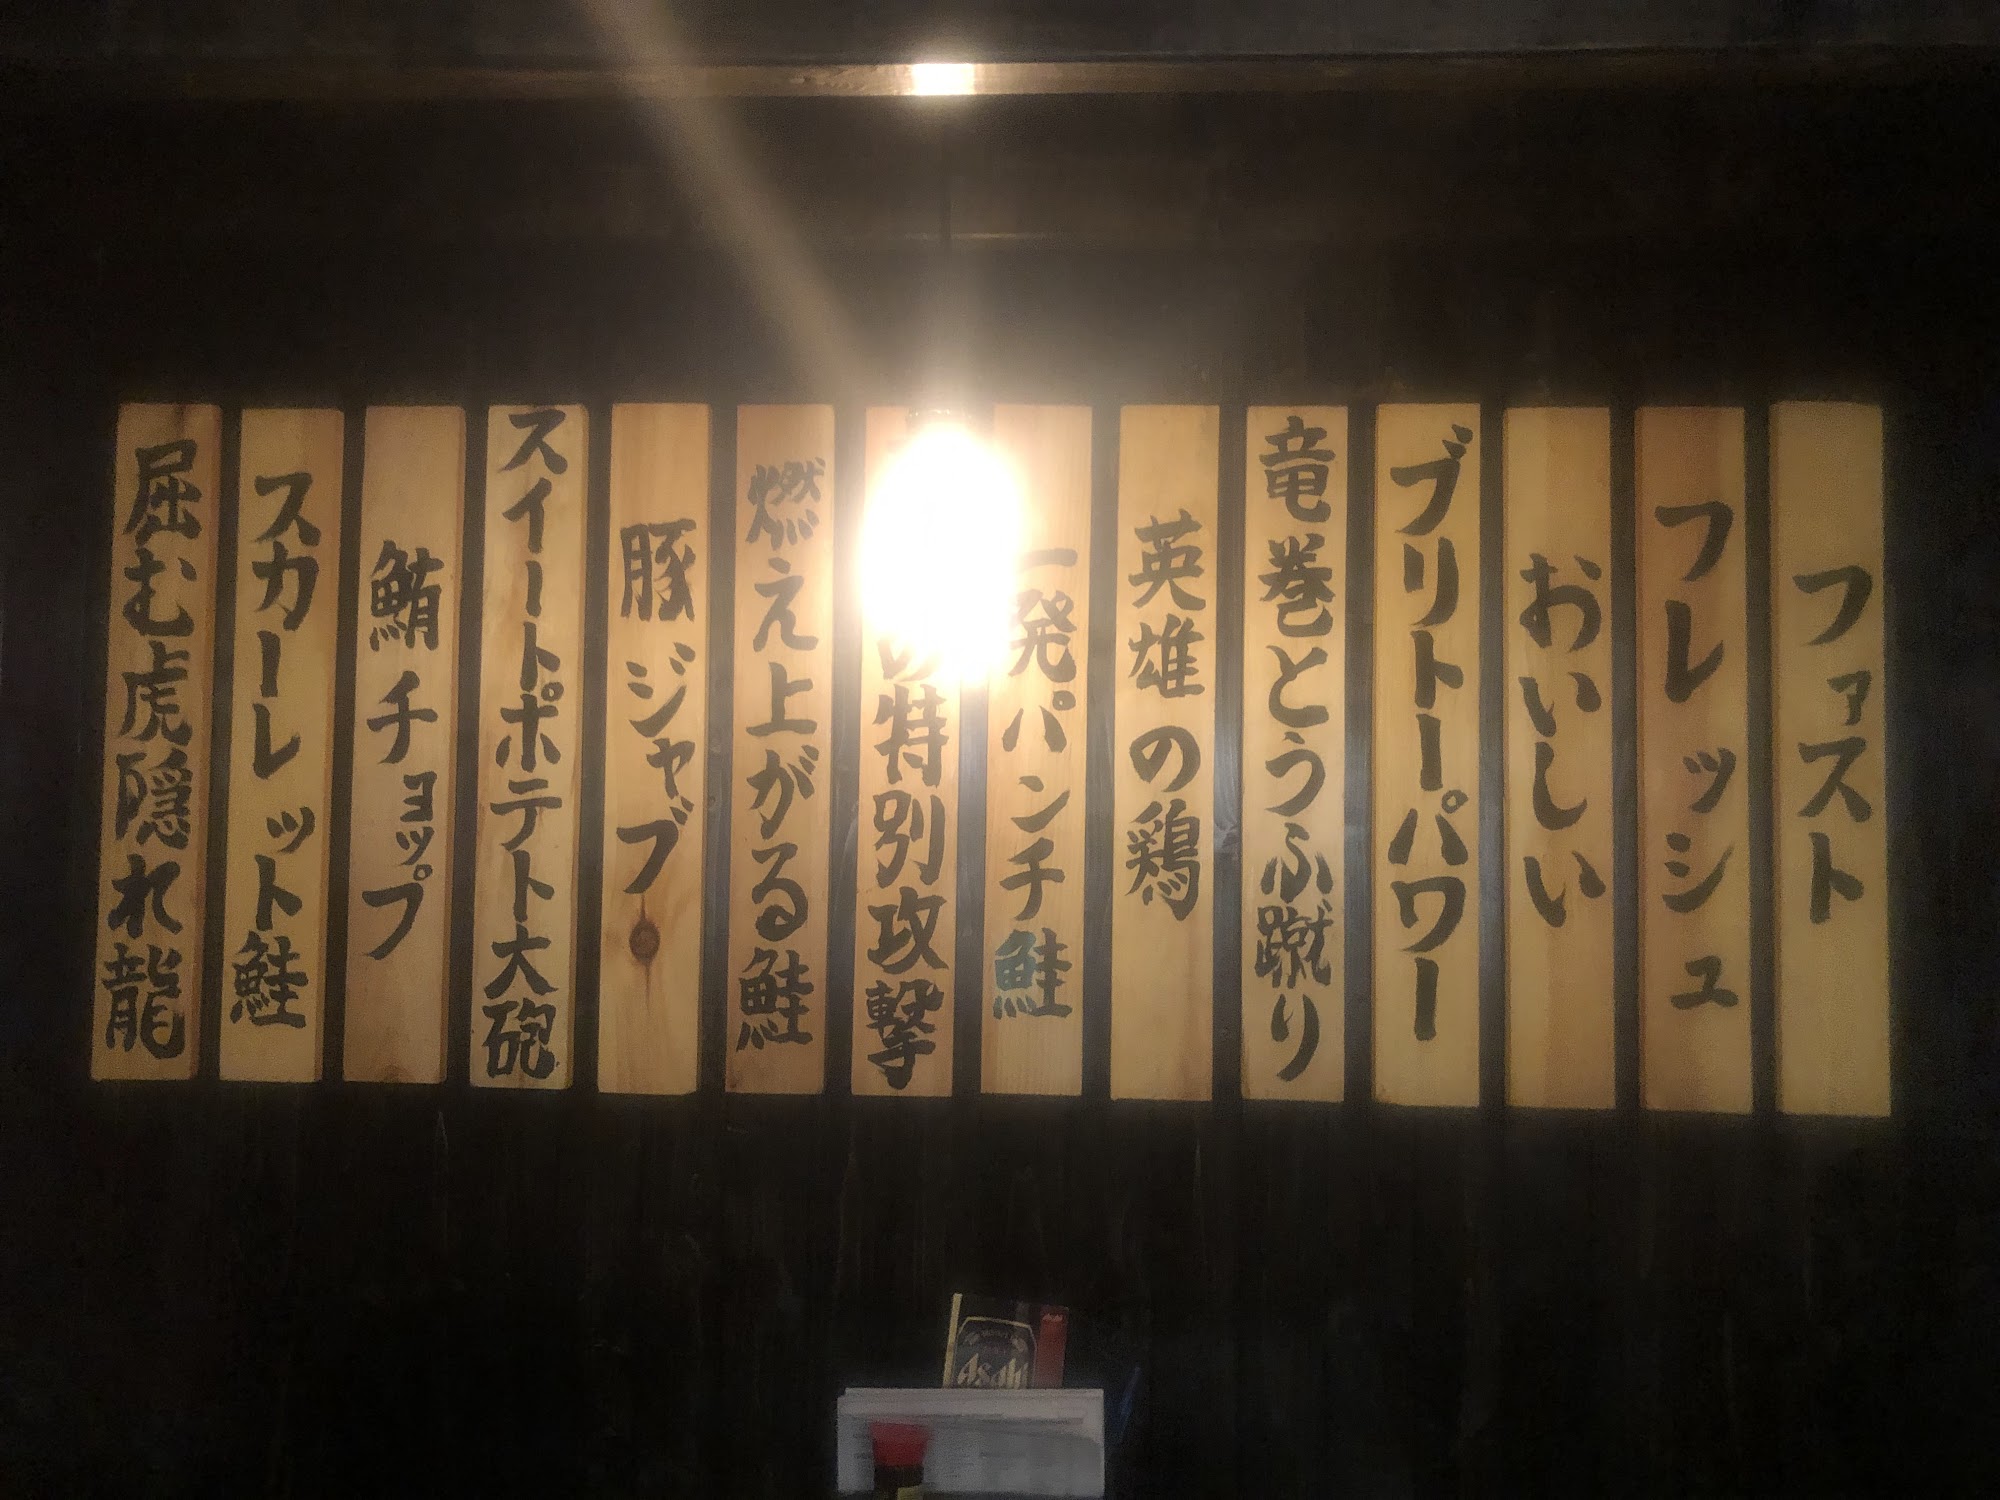 ファスト
フレッシュ
おいしい
ブリトーパワー
竜巻とうふ蹴り
英雄の鶏
一発パンチ鮭
特別攻撃
燃え上がる鮭
豚ジャブ
スイートポテト大砲
鮪チョップ
スカーレット鮭
屈む虎隠れ龍
Asahi